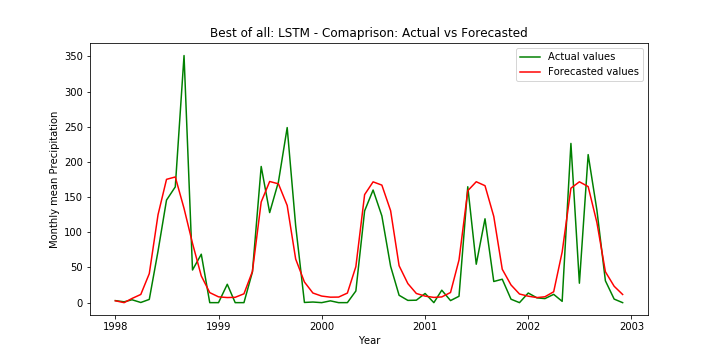 Best of all: LSTM - Comaprison: Actual vs Forecasted
Actual values
Forecasted values
Monthly mean Precipitation
350
300
250
200
150
100
50
0
1998
1999
2000
2001
2002
2003
Year